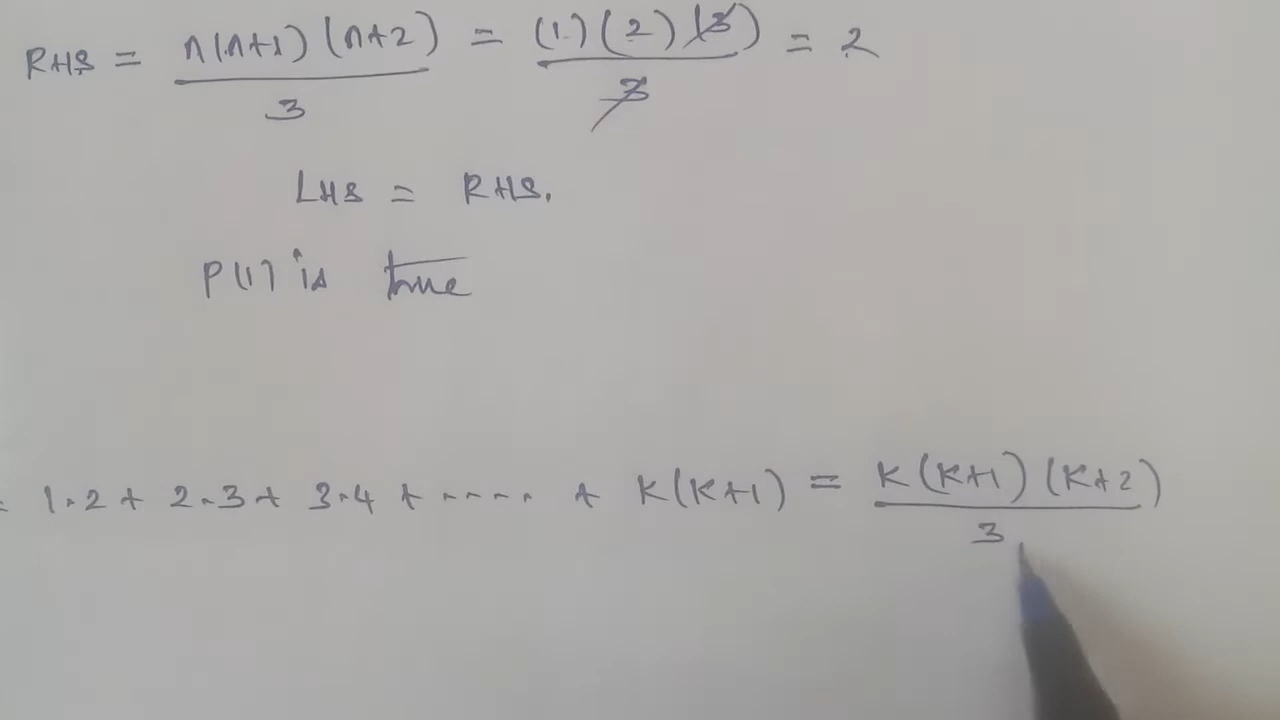 RHS = n(n+1)(n+2)/3 = (1)(2)(3)/3 = 2
LHS = RHS.
P(1) is true
= 1.2 + 2.3 + 3.4 + ..... + K(K+1) = K(K+1)(K+2)/3